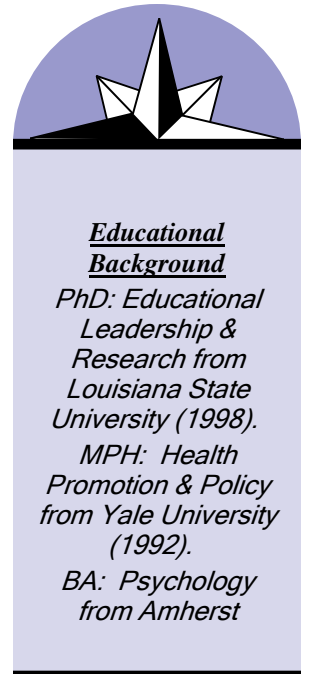 Educational
Background
PhD: Educational
Leadership &
Research from
Louisiana State
University (1998).
MPH:  Health
Promotion & Policy
from Yale University
(1992).
BA:  Psychology
from Amherst